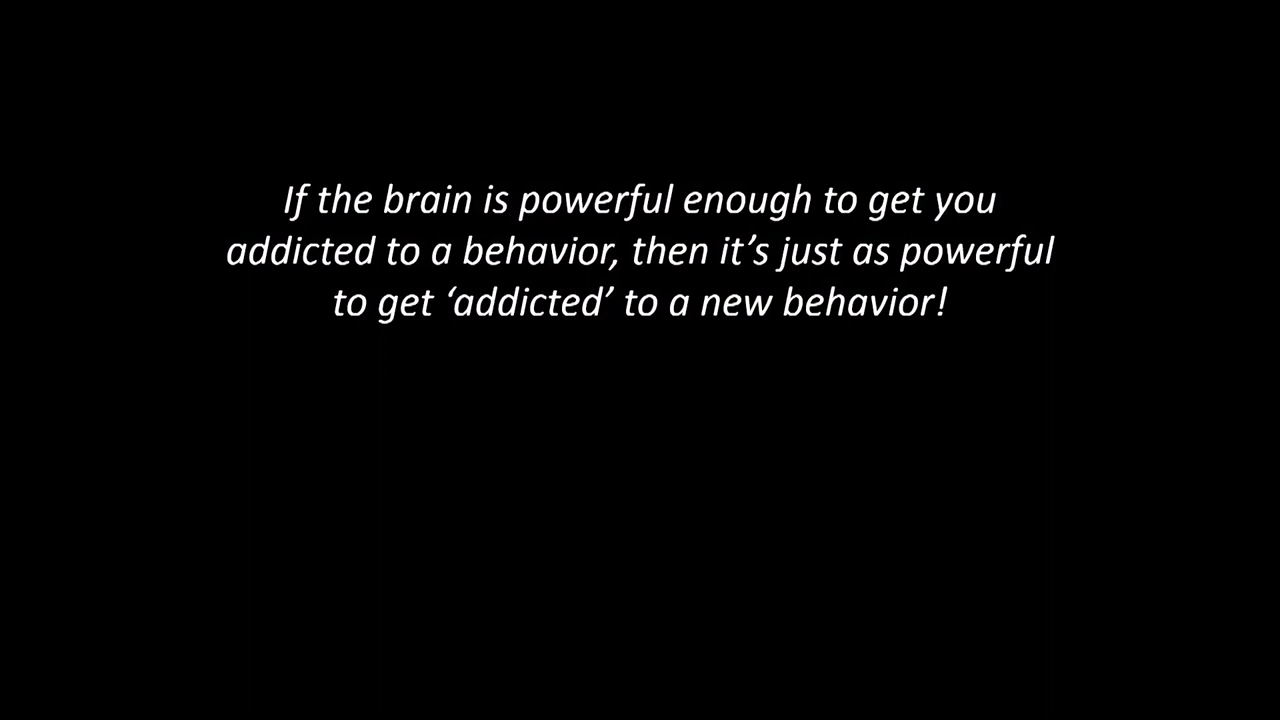 If the brain is powerful enough to get you
addicted to a behavior, then it’s just as powerful
to get ‘addicted’ to a new behavior!